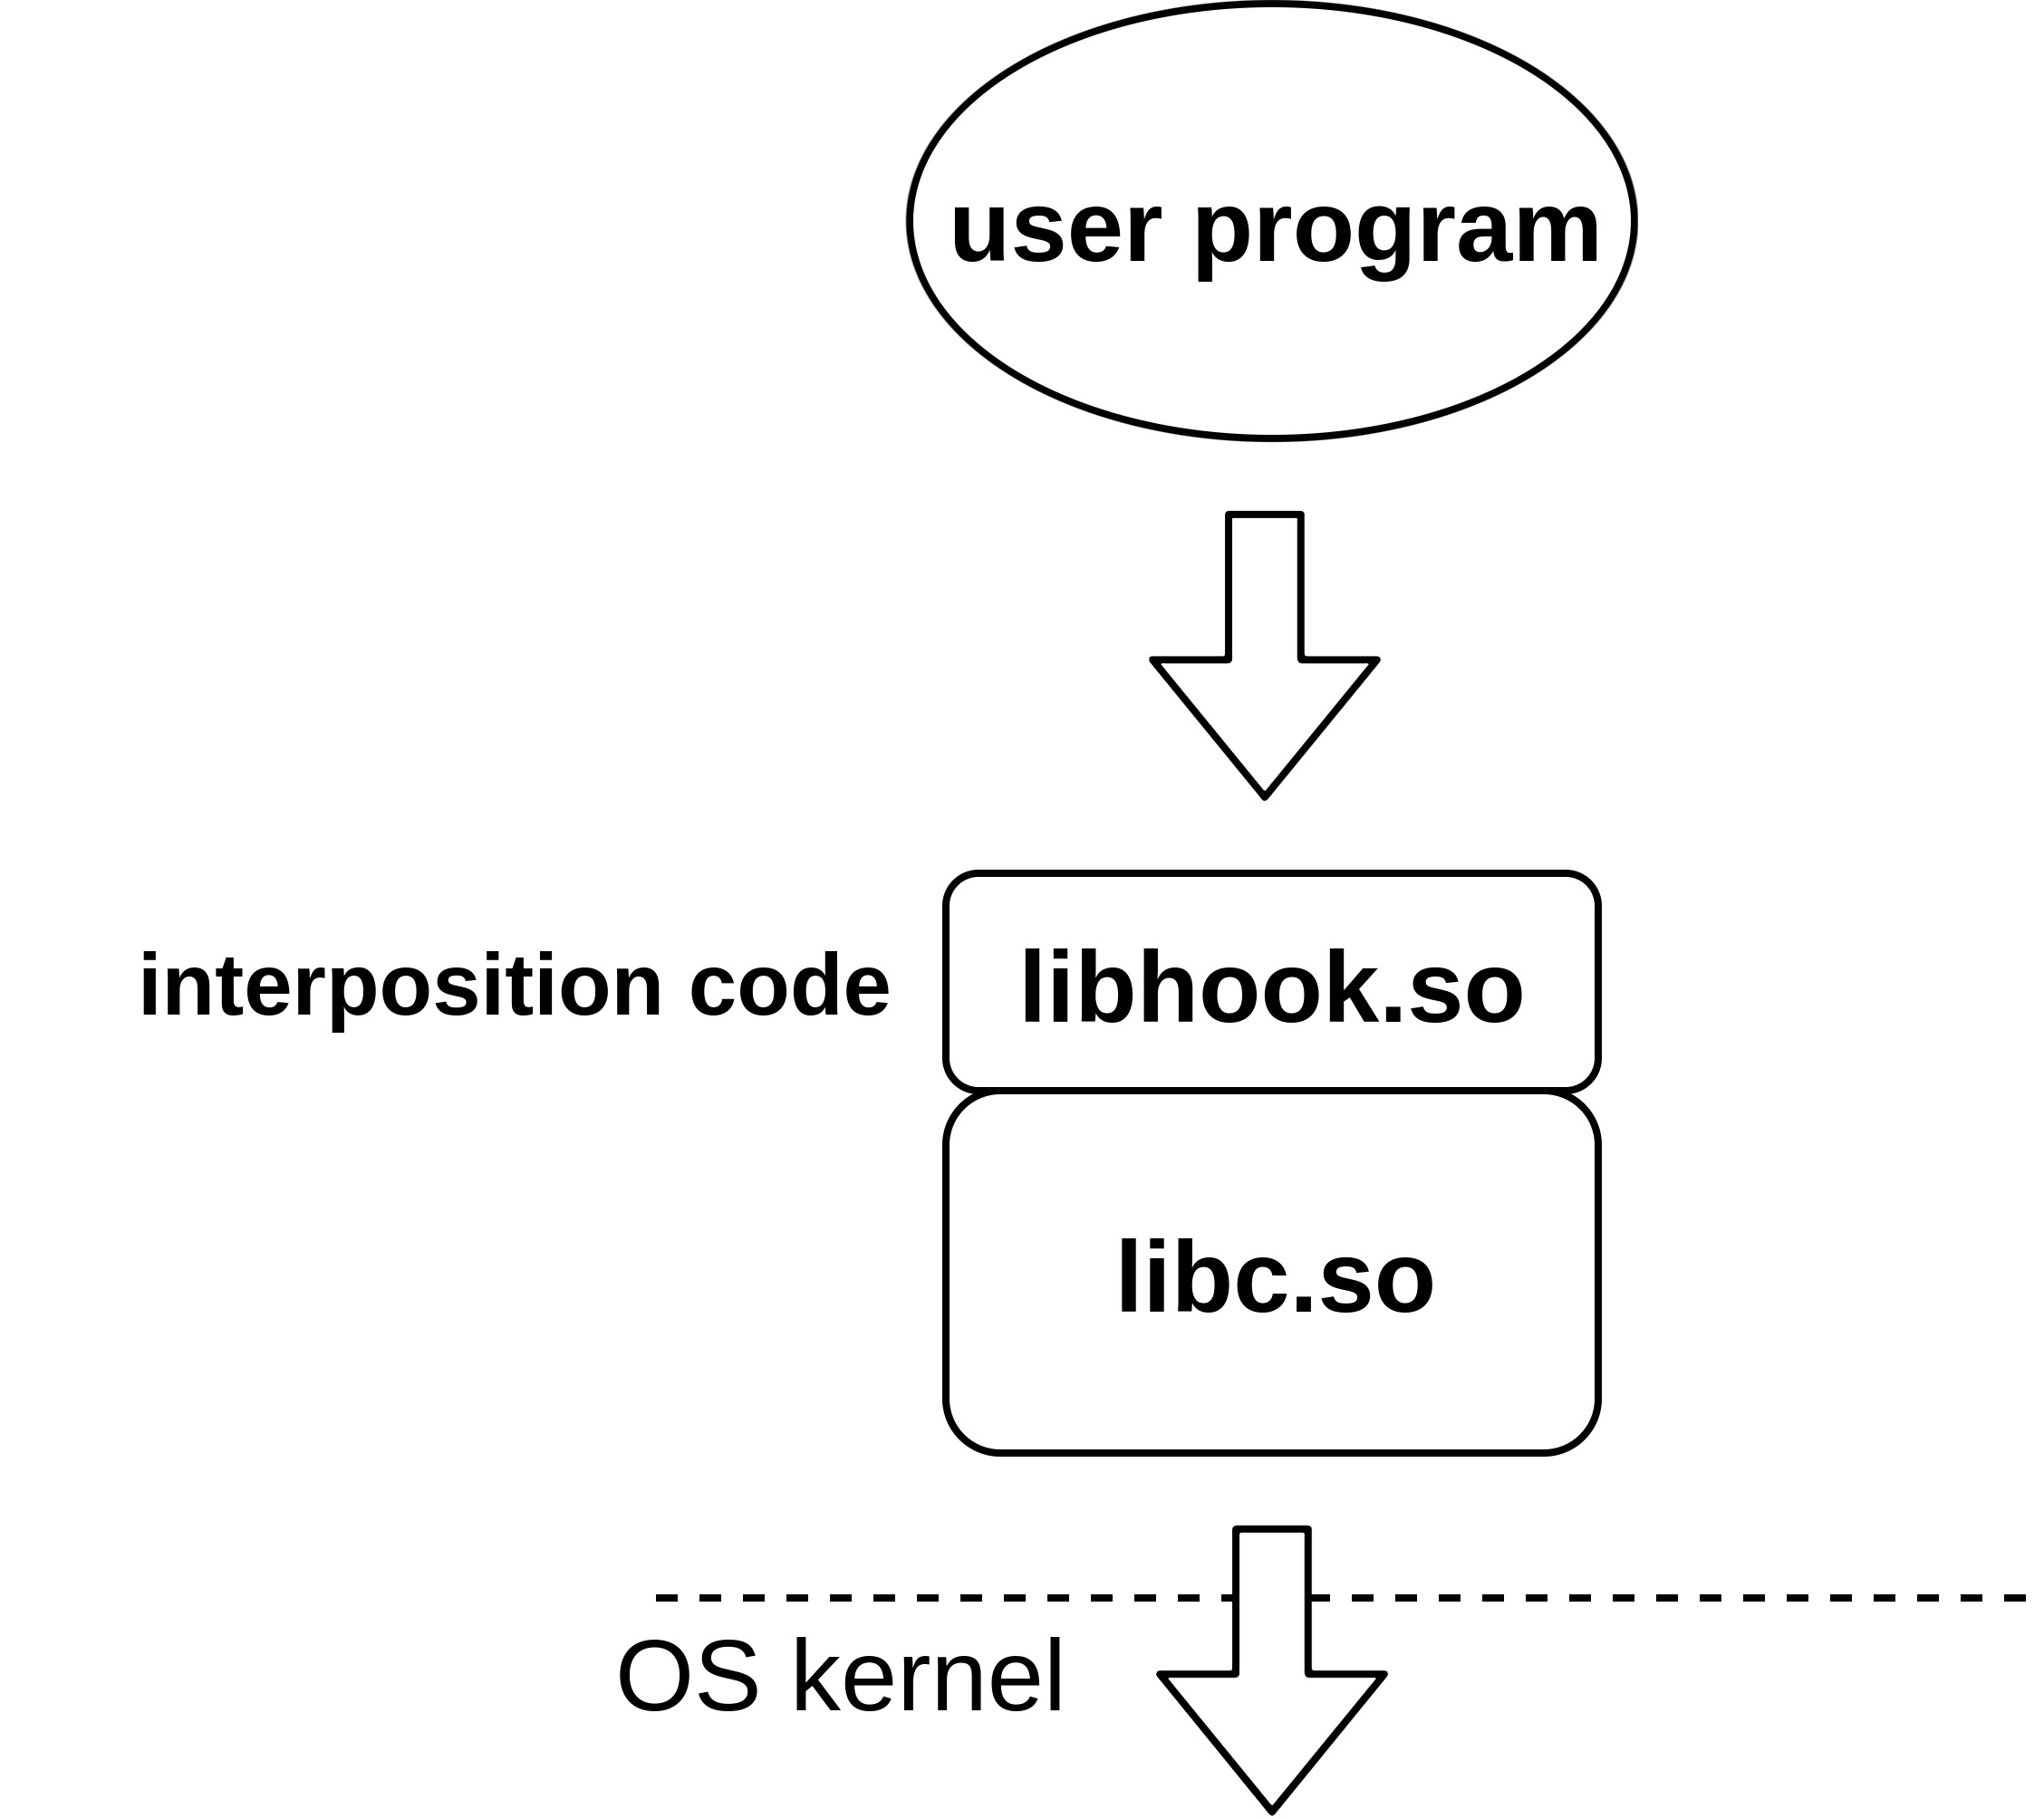 user program
interposition code
libhook.so
libc.so
OS kernel